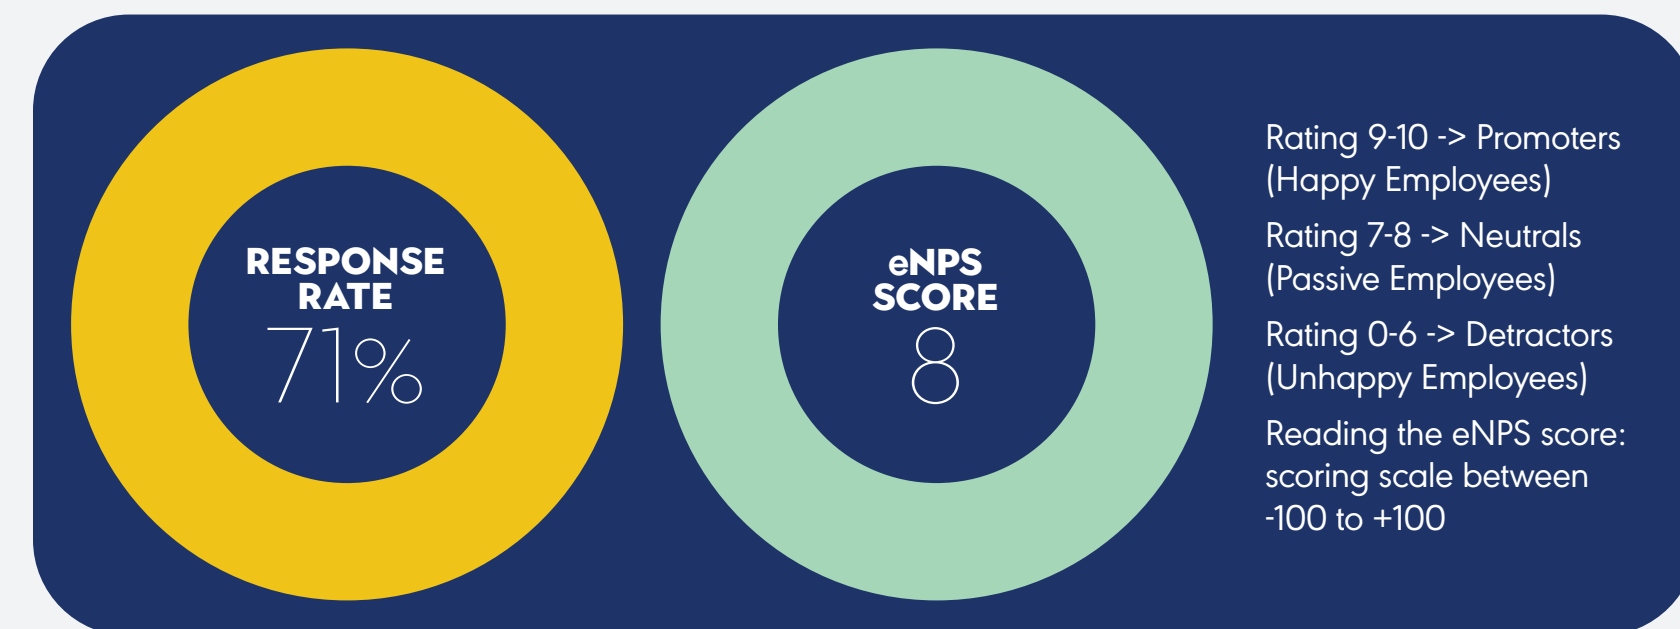 RESPONSE
RATE
71%
eNPS
SCORE
8
Rating 9-10 -> Promoters
(Happy Employees)
Rating 7-8 -> Neutrals
(Passive Employees)
Rating 0-6 -> Detractors
(Unhappy Employees)
Reading the eNPS score:
scoring scale between
-100 to +100